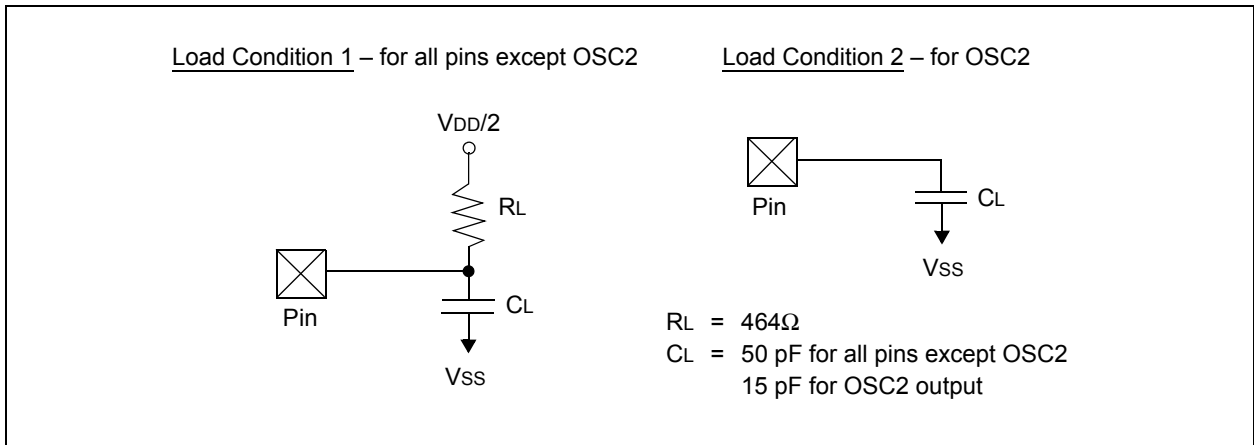 Load Condition 1 – for all pins except OSC2
Load Condition 2 – for OSC2
VDD/2
RL
Pin
CL
VSS
Pin
CL
VSS
RL = 464Ω
CL = 50 pF for all pins except OSC2
15 pF for OSC2 output